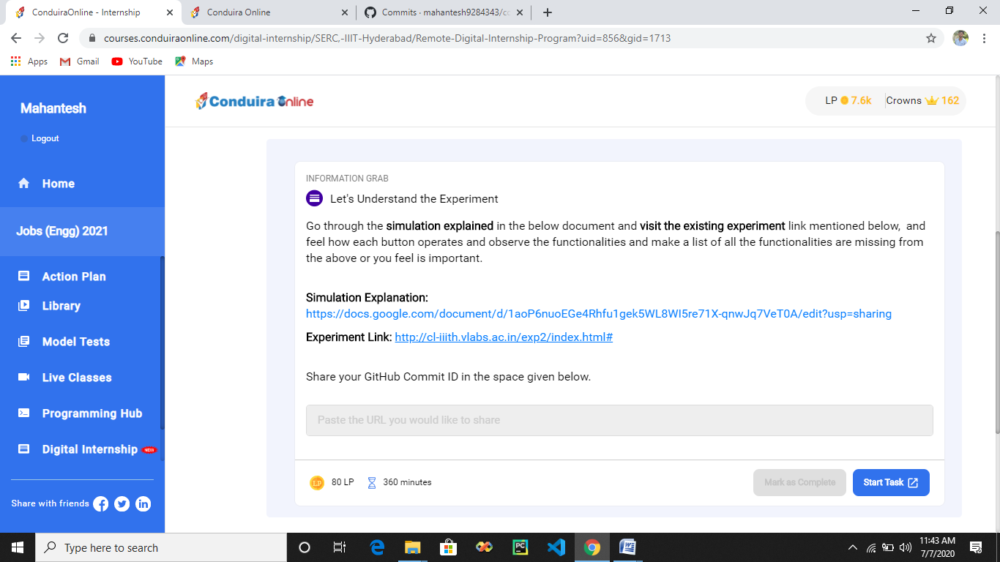 ConduiraOnline - Internship
Conduira Online
Commits · mahantesh9284343/cc
courses.conduiraonline.com/digital-internship/SERC,-IIIT-Hyderabad/Remote-Digital-Internship-Program?uid=856&gid=1713
Apps
Gmail
YouTube
Maps
Mahantesh
Logout
Home
Jobs (Engg) 2021
Action Plan
Library
Model Tests
Live Classes
Programming Hub
Digital Internship NEW
Share with friends
Conduira Online
LP 7.6k Crowns 162
INFORMATION GRAB
Let's Understand the Experiment
Go through the simulation explained in the below document and visit the existing experiment link mentioned below, and
feel how each button operates and observe the functionalities and make a list of all the functionalities are missing from
the above or you feel is important.
Simulation Explanation:
https://docs.google.com/document/d/1aoP6nuoEGe4Rhfu1gek5WL8WI5re71X-qnwJq7VeT0A/edit?usp=sharing
Experiment Link: http://cl-iiith.vlabs.ac.in/exp2/index.html#
Share your GitHub Commit ID in the space given below.
Paste the URL you would like to share
LP 80 LP 360 minutes
Mark as Complete
Start Task
Type here to search
PC
11:43 AM
7/7/2020